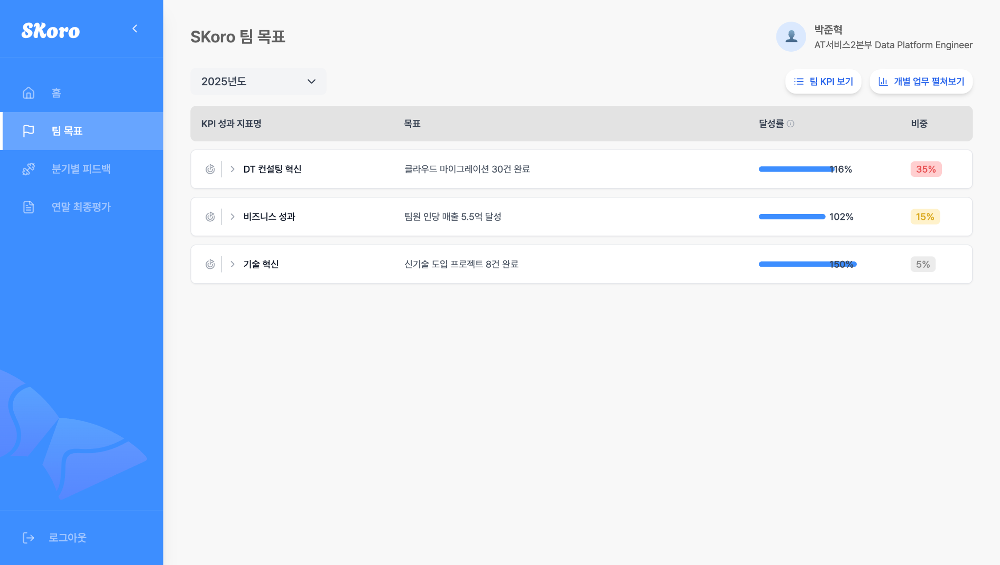 SKoro
홈
팀 목표
분기별 피드백
연말 최종평가
로그아웃
SKoro 팀 목표
박준혁
AT서비스2본부 Data Platform Engineer
2025년도
팀 KPI 보기
개별 업무 펼쳐보기
KPI 성과 지표명 목표 달성률 비중
DT 컨설팅 혁신 클라우드 마이그레이션 30건 완료 116% 35%
비즈니스 성과 팀원 인당 매출 5.5억 달성 102% 15%
기술 혁신 신기술 도입 프로젝트 8건 완료 150% 5%